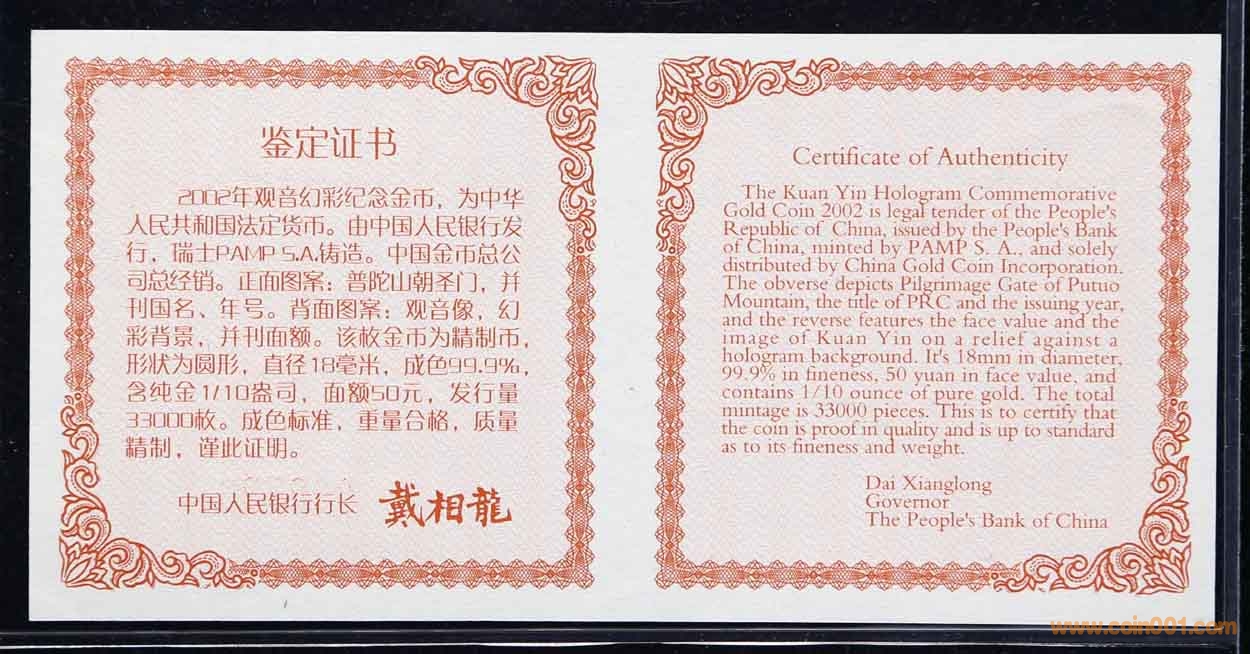 鉴定证书
2002年观音幻彩纪念金币，为中华
人民共和国法定货币。由中国人民银行发
行，瑞士PAMP S.A.铸造。中国金币总公
司总经销。正面图案：普陀山朝圣门，并
刊国名、年号。背面图案：观音像，幻
彩背景，并刊面额。该枚金币为精制币，
形状为圆形，直径18毫米，成色99.9%，
含纯金1/10盎司，面额50元，发行量
33000枚。成色标准，重量合格，质量
精制，谨此证明。
中国人民银行行长 戴相龍
Certificate of Authenticity
The Kuan Yin Hologram Commemorative
Gold Coin 2002 is legal tender of the People's
Republic of China, issued by the People's Bank
of China, minted by PAMP S. A., and solely
distributed by China Gold Coin Incorporation.
The obverse depicts Pilgrimage Gate of Putuo
Mountain, the title of PRC and the issuing year,
and the reverse features the face value and the
image of Kuan Yin on a relief against a
hologram background. It's 18mm in diameter,
99.9% in fineness, 50 yuan in face value, and
contains 1/10 ounce of pure gold. The total
mintage is 33000 pieces. This is to certify that
the coin is proof in quality and is up to standard
as to its fineness and weight.
Dai Xianglong
Governor
The People's Bank of China
www.coin001.com